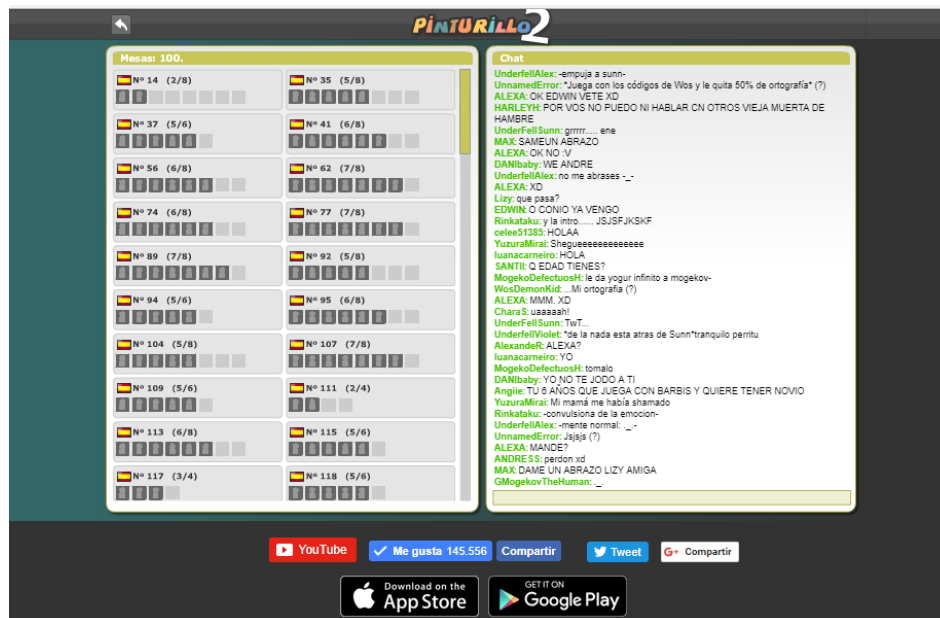 PiNTURiLLo2
Mesas: 100.
Nº 14 (2/8)
Nº 35 (5/8)
Nº 37 (5/6)
Nº 41 (6/8)
Nº 56 (6/8)
Nº 62 (7/8)
Nº 74 (6/8)
Nº 77 (7/8)
Nº 89 (7/8)
Nº 92 (5/8)
Nº 94 (5/6)
Nº 95 (6/8)
Nº 104 (5/8)
Nº 107 (7/8)
Nº 109 (5/6)
Nº 111 (2/4)
Nº 113 (6/8)
Nº 115 (5/6)
Nº 117 (3/4)
Nº 118 (5/6)
Chat
UnderfellAlex: -empuja a sunn-
UnnamedError: *Juega con los códigos de Wos y le quita 50% de ortografía* (?)
ALEXA: OK EDWIN VETE XD
HARLEYH: POR VOS NO PUEDO NI HABLAR CN OTROS VIEJA MUERTA DE
HAMBRE
UnderFellSunn: grrrrr..... ene
MAX: SAMEUN ABRAZO
ALEXA: OK NO :V
DANIbaby: WE ANDRE
UnderfellAlex: no me abrases -_-
ALEXA: XD
Lizy: que pasa?
EDWIN: O CONIO YA VENGO
Rinkataku: y la intro...... JSJSFJKSKF
celee51385: HOLAA
YuzuraMirai: Shegueeeeeeeeeeeee
luanacarneiro: HOLA
SANTII: Q EDAD TIENES?
MogekoDefectuosH: le da yogur infinito a mogekov-
WosDemonKid: ...Mi ortografia (?)
ALEXA: MMM. XD
CharaS: uaaaaah!
UnderFellSunn: TwT...
UnderfellViolet: *de la nada esta atras de Sunn*tranquilo perritu
AlexandeR: ALEXA?
luanacarneiro: YO
MogekoDefectuosH: tomalo
DANIbaby: YO NO TE JODO A TI
Angiie: TU 6 AÑOS QUE JUEGA CON BARBIS Y QUIERE TENER NOVIO
YuzuraMirai: Mi mamá me había shamado
Rinkataku: -convulsiona de la emocion-
UnderfellAlex: -mente normal: ._.-
UnnamedError: Jsjsjs (?)
ALEXA: MANDE?
ANDRESS: perdon xd
MAX: DAME UN ABRAZO LIZY AMIGA
GMogekovTheHuman: ._.
YouTube
Me gusta 145.556
Compartir
Tweet
G+ Compartir
Download on the
App Store
GET IT ON
Google Play